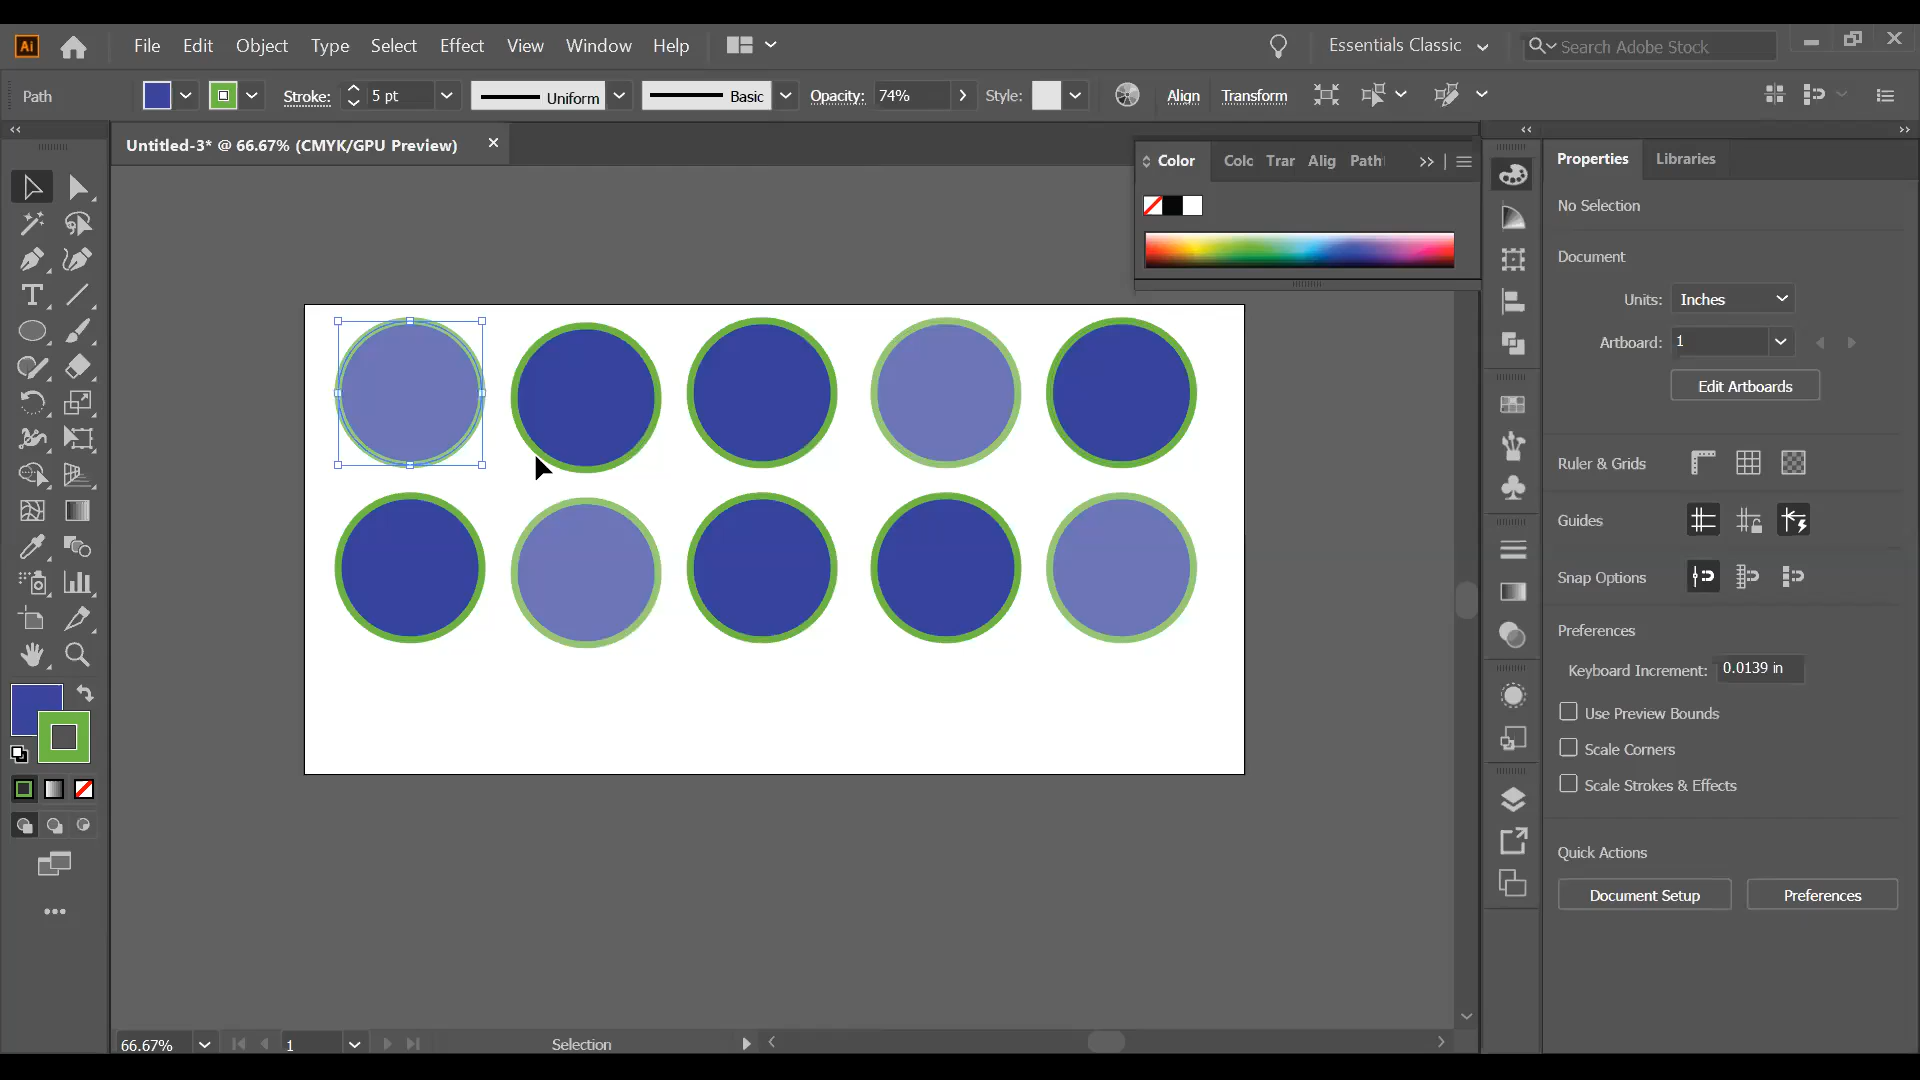 Ai File Edit Object Type Select Effect View Window Help Essentials Classic Search Adobe Stock
Path Stroke: 5 pt Uniform Basic Opacity: 74% Style: Align Transform
Untitled-3* @ 66.67% (CMYK/GPU Preview)
Color Colc Tran Alig Path
Properties Libraries
No Selection
Document
Units: Inches
Artboard: 1
Edit Artboards
Ruler & Grids
Guides
Snap Options
Preferences
Keyboard Increment: 0.0139 in
Use Preview Bounds
Scale Corners
Scale Strokes & Effects
Quick Actions
Document Setup Preferences
66.67% 1 Selection